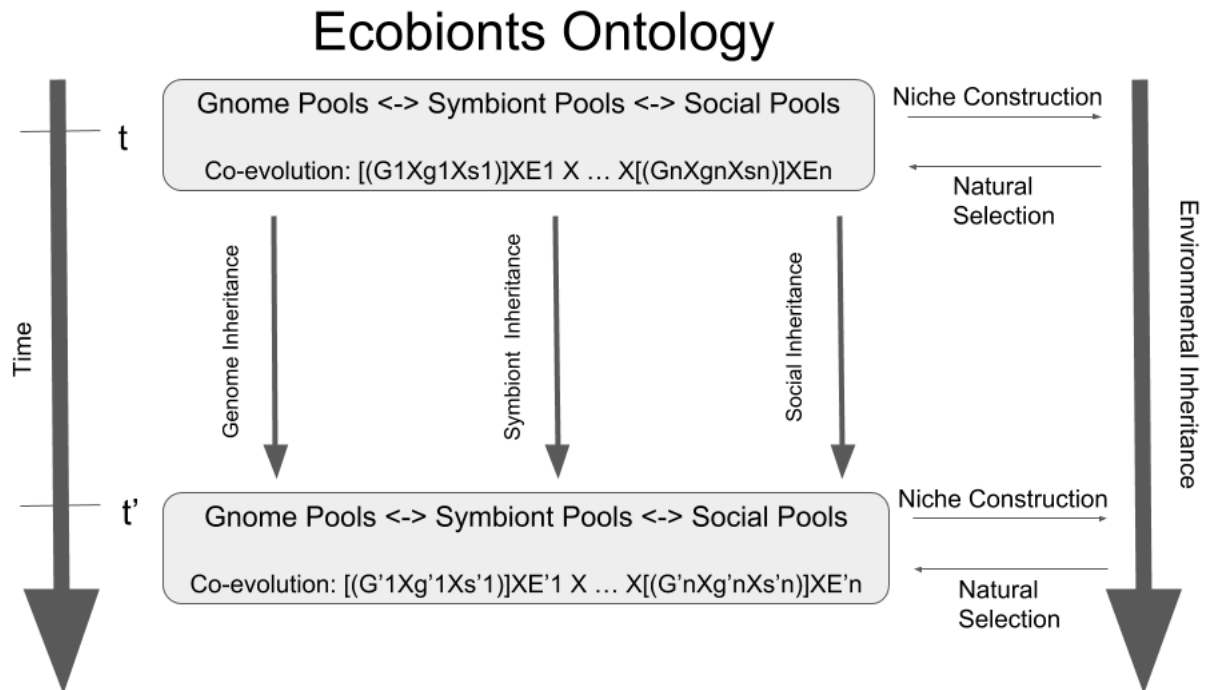 Ecobionts Ontology
Gnome Pools <-> Symbiont Pools <-> Social Pools
Co-evolution: [(G1Xg1Xs1)]XE1 X … X[(GnXgnXsn)]XEn
Niche Construction
Natural
Selection
t
Time
Genome Inheritance
Symbiont Inheritance
Social Inheritance
Environmental Inheritance
t’
Gnome Pools <-> Symbiont Pools <-> Social Pools
Co-evolution: [(G’1Xg’1Xs’1)]XE’1 X … X[(G’nXg’nXs’n)]XE’n
Niche Construction
Natural
Selection